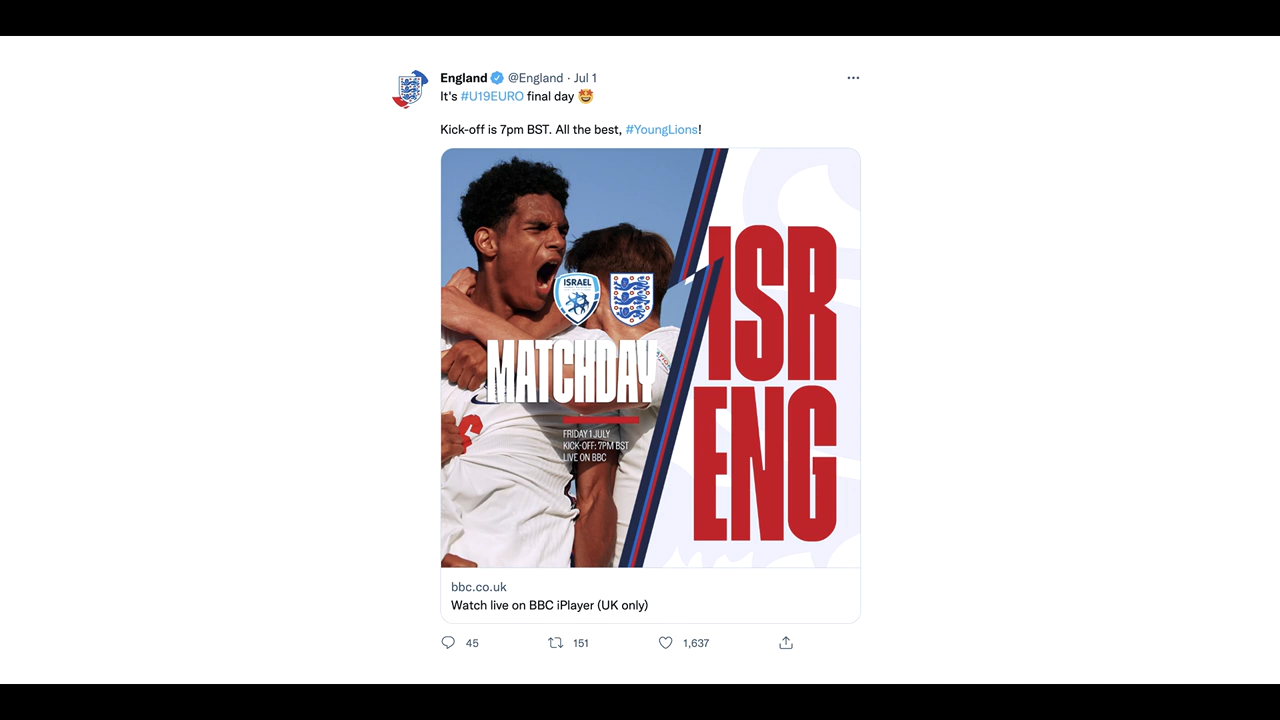 England @England · Jul 1
It's #U19EURO final day 🤩
Kick-off is 7pm BST. All the best, #YoungLions!
ISRAEL
MATCHDAY
FRIDAY 1 JULY
KICK-OFF: 7PM BST
LIVE ON BBC
ISR
ENG
bbc.co.uk
Watch live on BBC iPlayer (UK only)
45 151 1,637